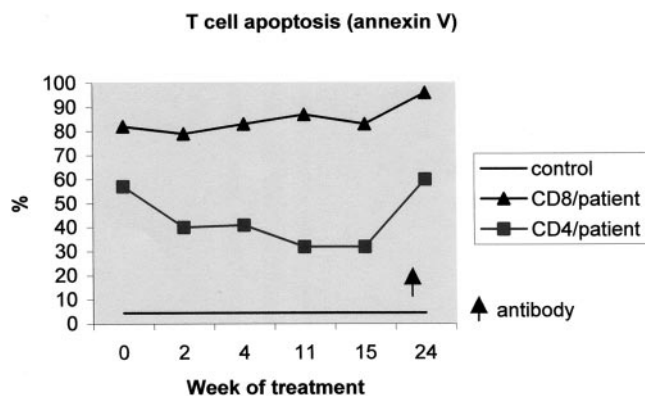 T cell apoptosis (annexin V)
100
90
80
70
60
50
40
30
20
10
0
%
0 2 4 11 15 24
Week of treatment
control
CD8/patient
CD4/patient
antibody